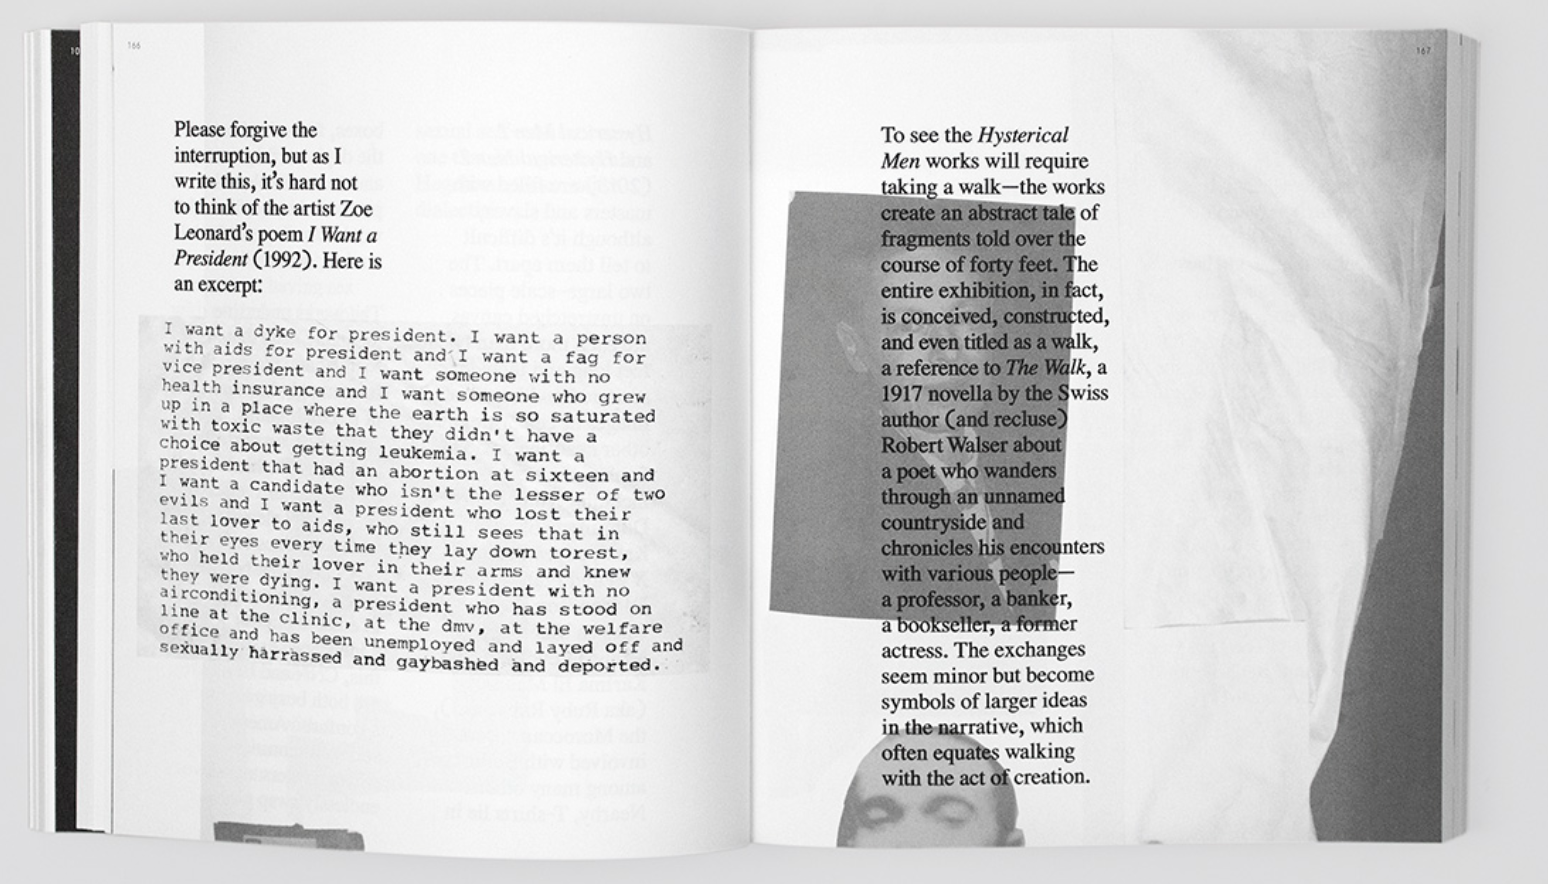 10
166
Please forgive the
interruption, but as I
write this, it's hard not
to think of the artist Zoe
Leonard's poem I Want a
President (1992). Here is
an excerpt:
I want a dyke for president. I want a person
with aids for president and I want a fag for
vice president and I want someone with no
health insurance and I want someone who grew
up in a place where the earth is so saturated
with toxic waste that they didn't have a
choice about getting leukemia. I want a
president that had an abortion at sixteen and
I want a candidate who isn't the lesser of two
evils and I want a president who lost their
last lover to aids, who still sees that in
their eyes every time they lay down torest,
who held their lover in their arms and knew
they were dying. I want a president with no
airconditioning, a president who has stood on
line at the clinic, at the dmv, at the welfare
office and has been unemployed and layed off and
sexually harrassed and gaybashed and deported.
167
To see the Hysterical
Men works will require
taking a walk—the works
create an abstract tale of
fragments told over the
course of forty feet. The
entire exhibition, in fact,
is conceived, constructed,
and even titled as a walk,
a reference to The Walk, a
1917 novella by the Swiss
author (and recluse)
Robert Walser about
a poet who wanders
through an unnamed
countryside and
chronicles his encounters
with various people—
a professor, a banker,
a bookseller, a former
actress. The exchanges
seem minor but become
symbols of larger ideas
in the narrative, which
often equates walking
with the act of creation.